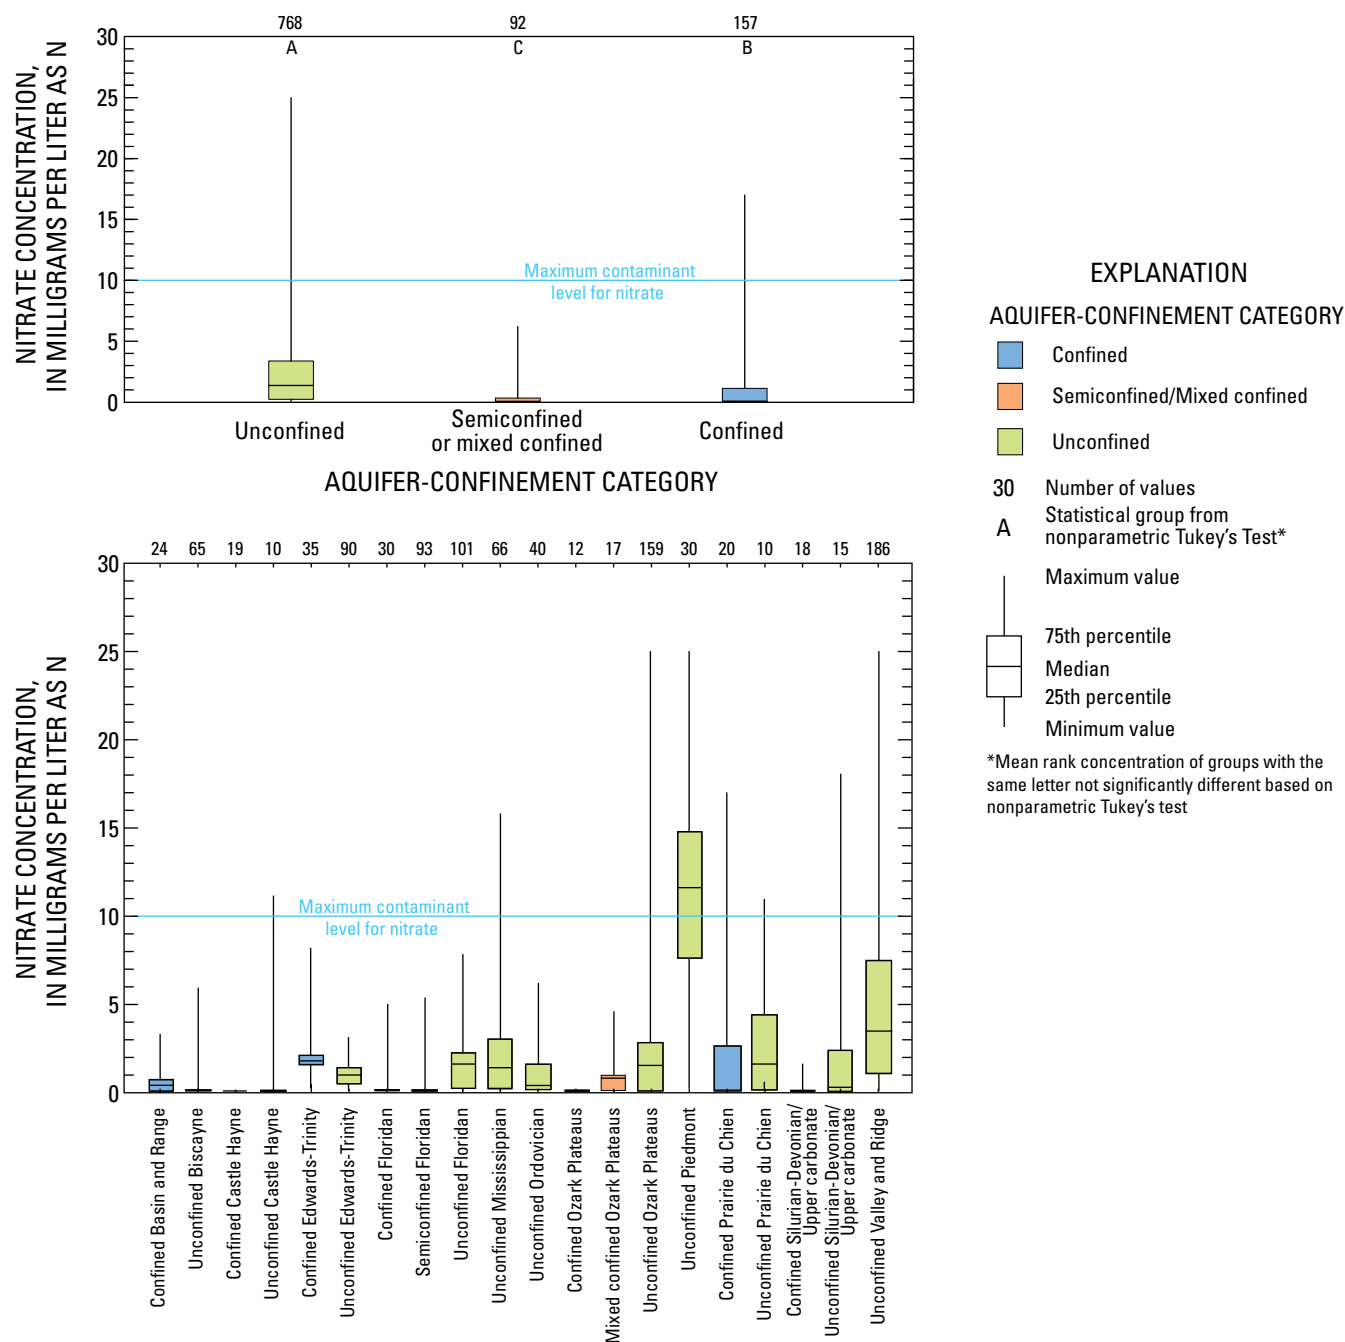 768 92 157
A C B
NITRATE CONCENTRATION,
IN MILLIGRAMS PER LITER AS N
30
25
20
15
10
5
0
Maximum contaminant
level for nitrate
Unconfined
Semiconfined
or mixed confined
Confined
AQUIFER-CONFINEMENT CATEGORY
24 65 19 10 35 90 30 93 101 66 40 12 17 159 30 20 10 18 15 186
NITRATE CONCENTRATION,
IN MILLIGRAMS PER LITER AS N
30
25
20
15
10
5
0
Maximum contaminant
level for nitrate
Confined Basin and Range
Unconfined Biscayne
Confined Castle Hayne
Unconfined Castle Hayne
Confined Edwards-Trinity
Unconfined Edwards-Trinity
Confined Floridan
Semiconfined Floridan
Unconfined Floridan
Unconfined Mississippian
Unconfined Ordovician
Confined Ozark Plateaus
Mixed confined Ozark Plateaus
Unconfined Ozark Plateaus
Unconfined Piedmont
Confined Prairie du Chien
Unconfined Prairie du Chien
Confined Silurian-Devonian/
Upper carbonate
Unconfined Silurian-Devonian/
Upper carbonate
Unconfined Valley and Ridge
EXPLANATION
AQUIFER-CONFINEMENT CATEGORY
Confined
Semiconfined/Mixed confined
Unconfined
30 Number of values
A Statistical group from
nonparametric Tukey's Test*
Maximum value
75th percentile
Median
25th percentile
Minimum value
*Mean rank concentration of groups with the
same letter not significantly different based on
nonparametric Tukey's test